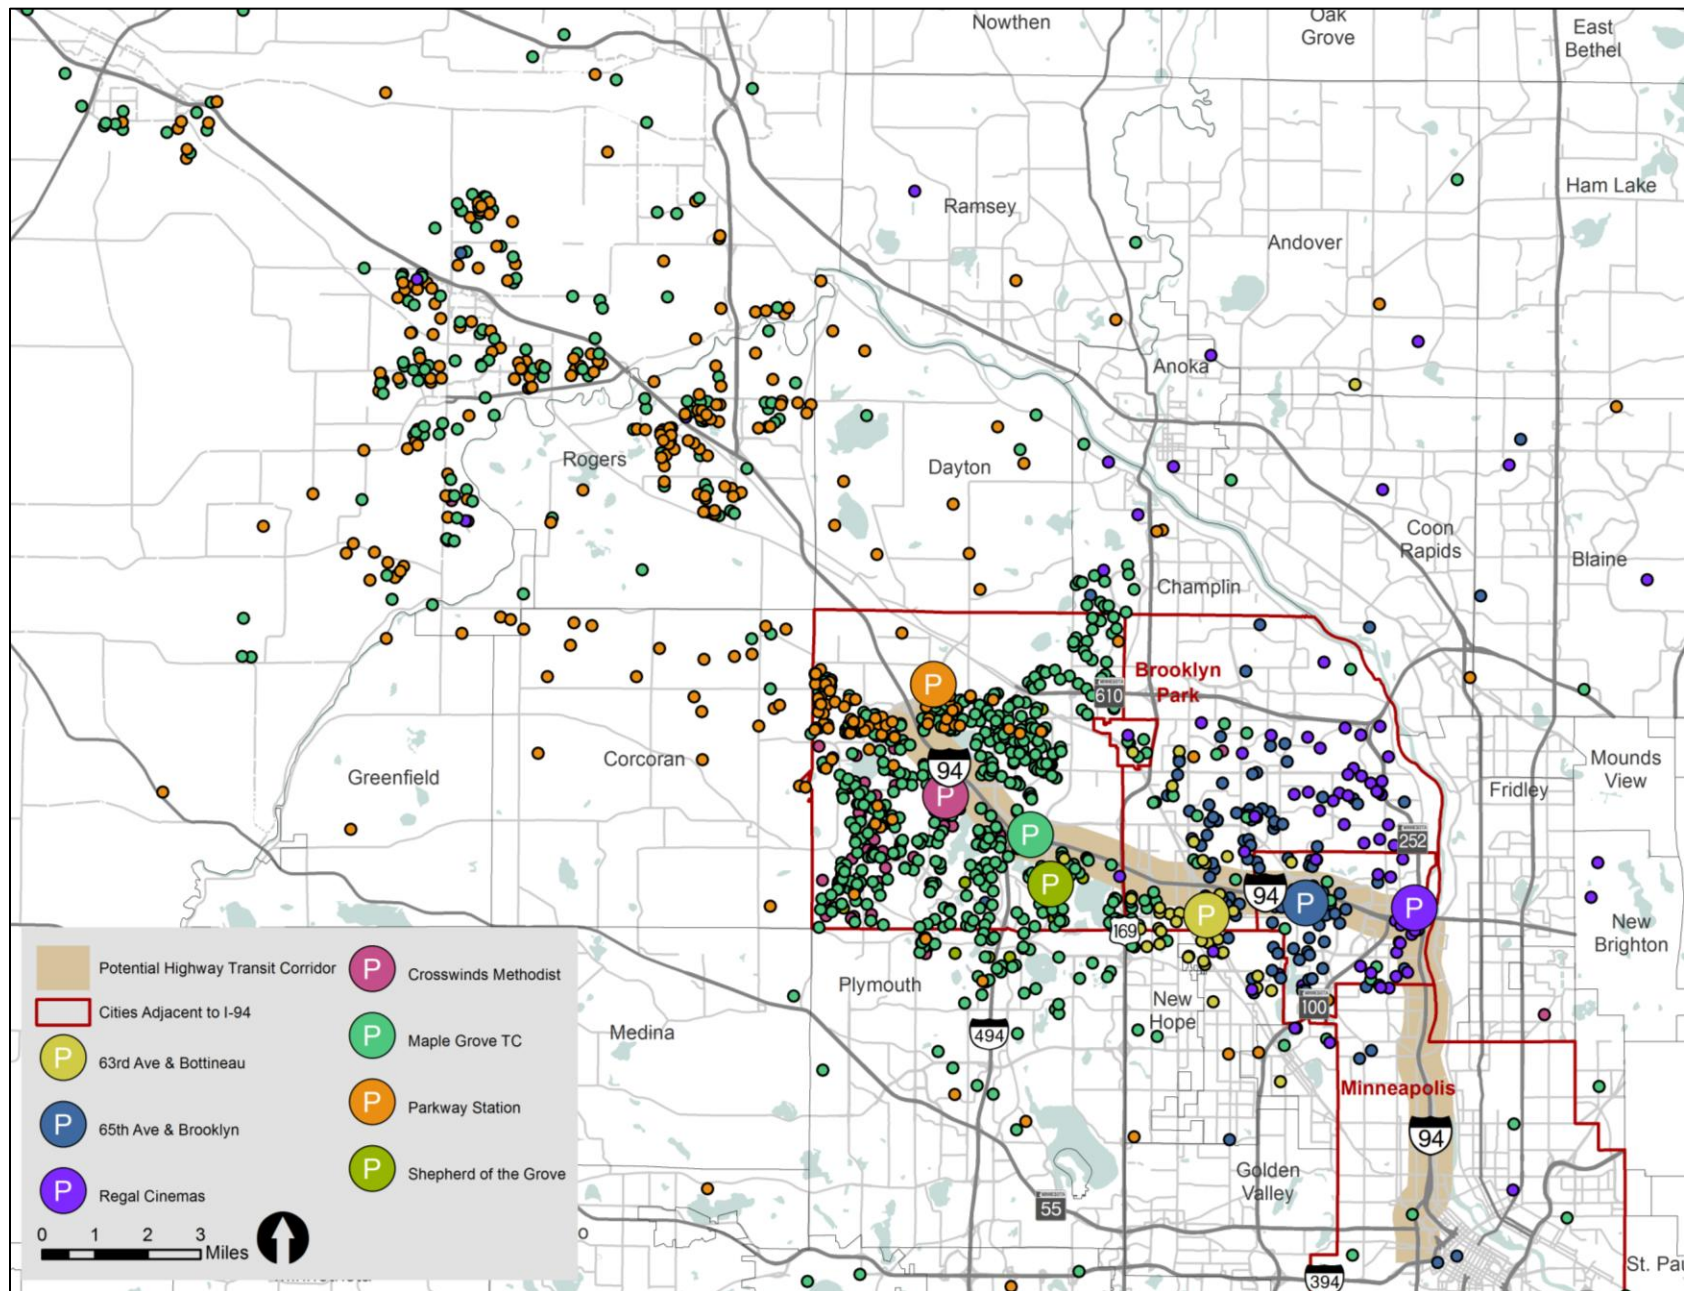 Nowthen
Oak
Grove
East
Bethel
Ham Lake
Ramsey
Andover
Anoka
Rogers
Dayton
Coon
Rapids
Blaine
Champlin
Brooklyn
Park
MINNESOTA
610
Mounds
View
Fridley
Greenfield
Corcoran
P
94
P
P
MINNESOTA
252
P
94
P
P
P
169
New
Brighton
Plymouth
New
Hope
MINNESOTA
100
Medina
494
Minneapolis
94
Golden
Valley
MINNESOTA
55
St. Pau
394
Potential Highway Transit Corridor
Cities Adjacent to I-94
P 63rd Ave & Bottineau
P 65th Ave & Brooklyn
P Regal Cinemas
P Crosswinds Methodist
P Maple Grove TC
P Parkway Station
P Shepherd of the Grove
0 1 2 3
Miles